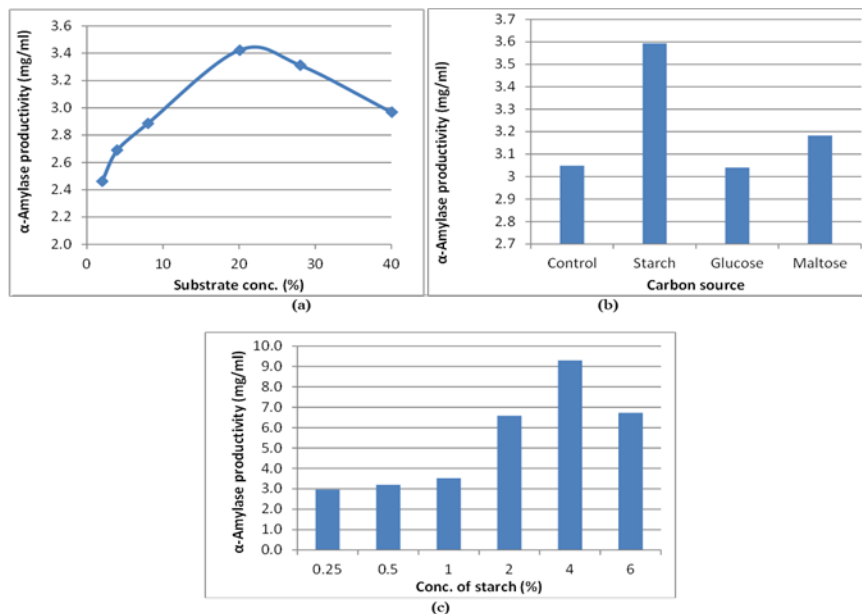 α-Amylase productivity (mg/ml)
3.6
3.4
3.2
3.0
2.8
2.6
2.4
2.2
2.0
0 10 20 30 40
Substrate conc. (%)
(a)
α-Amylase productivity (mg/ml)
3.7
3.6
3.5
3.4
3.3
3.2
3.1
3
2.9
2.8
2.7
Control Starch Glucose Maltose
Carbon source
(b)
α-Amylase productivity (mg/ml)
10.0
9.0
8.0
7.0
6.0
5.0
4.0
3.0
2.0
1.0
0.0
0.25 0.5 1 2 4 6
Conc. of starch (%)
(c)